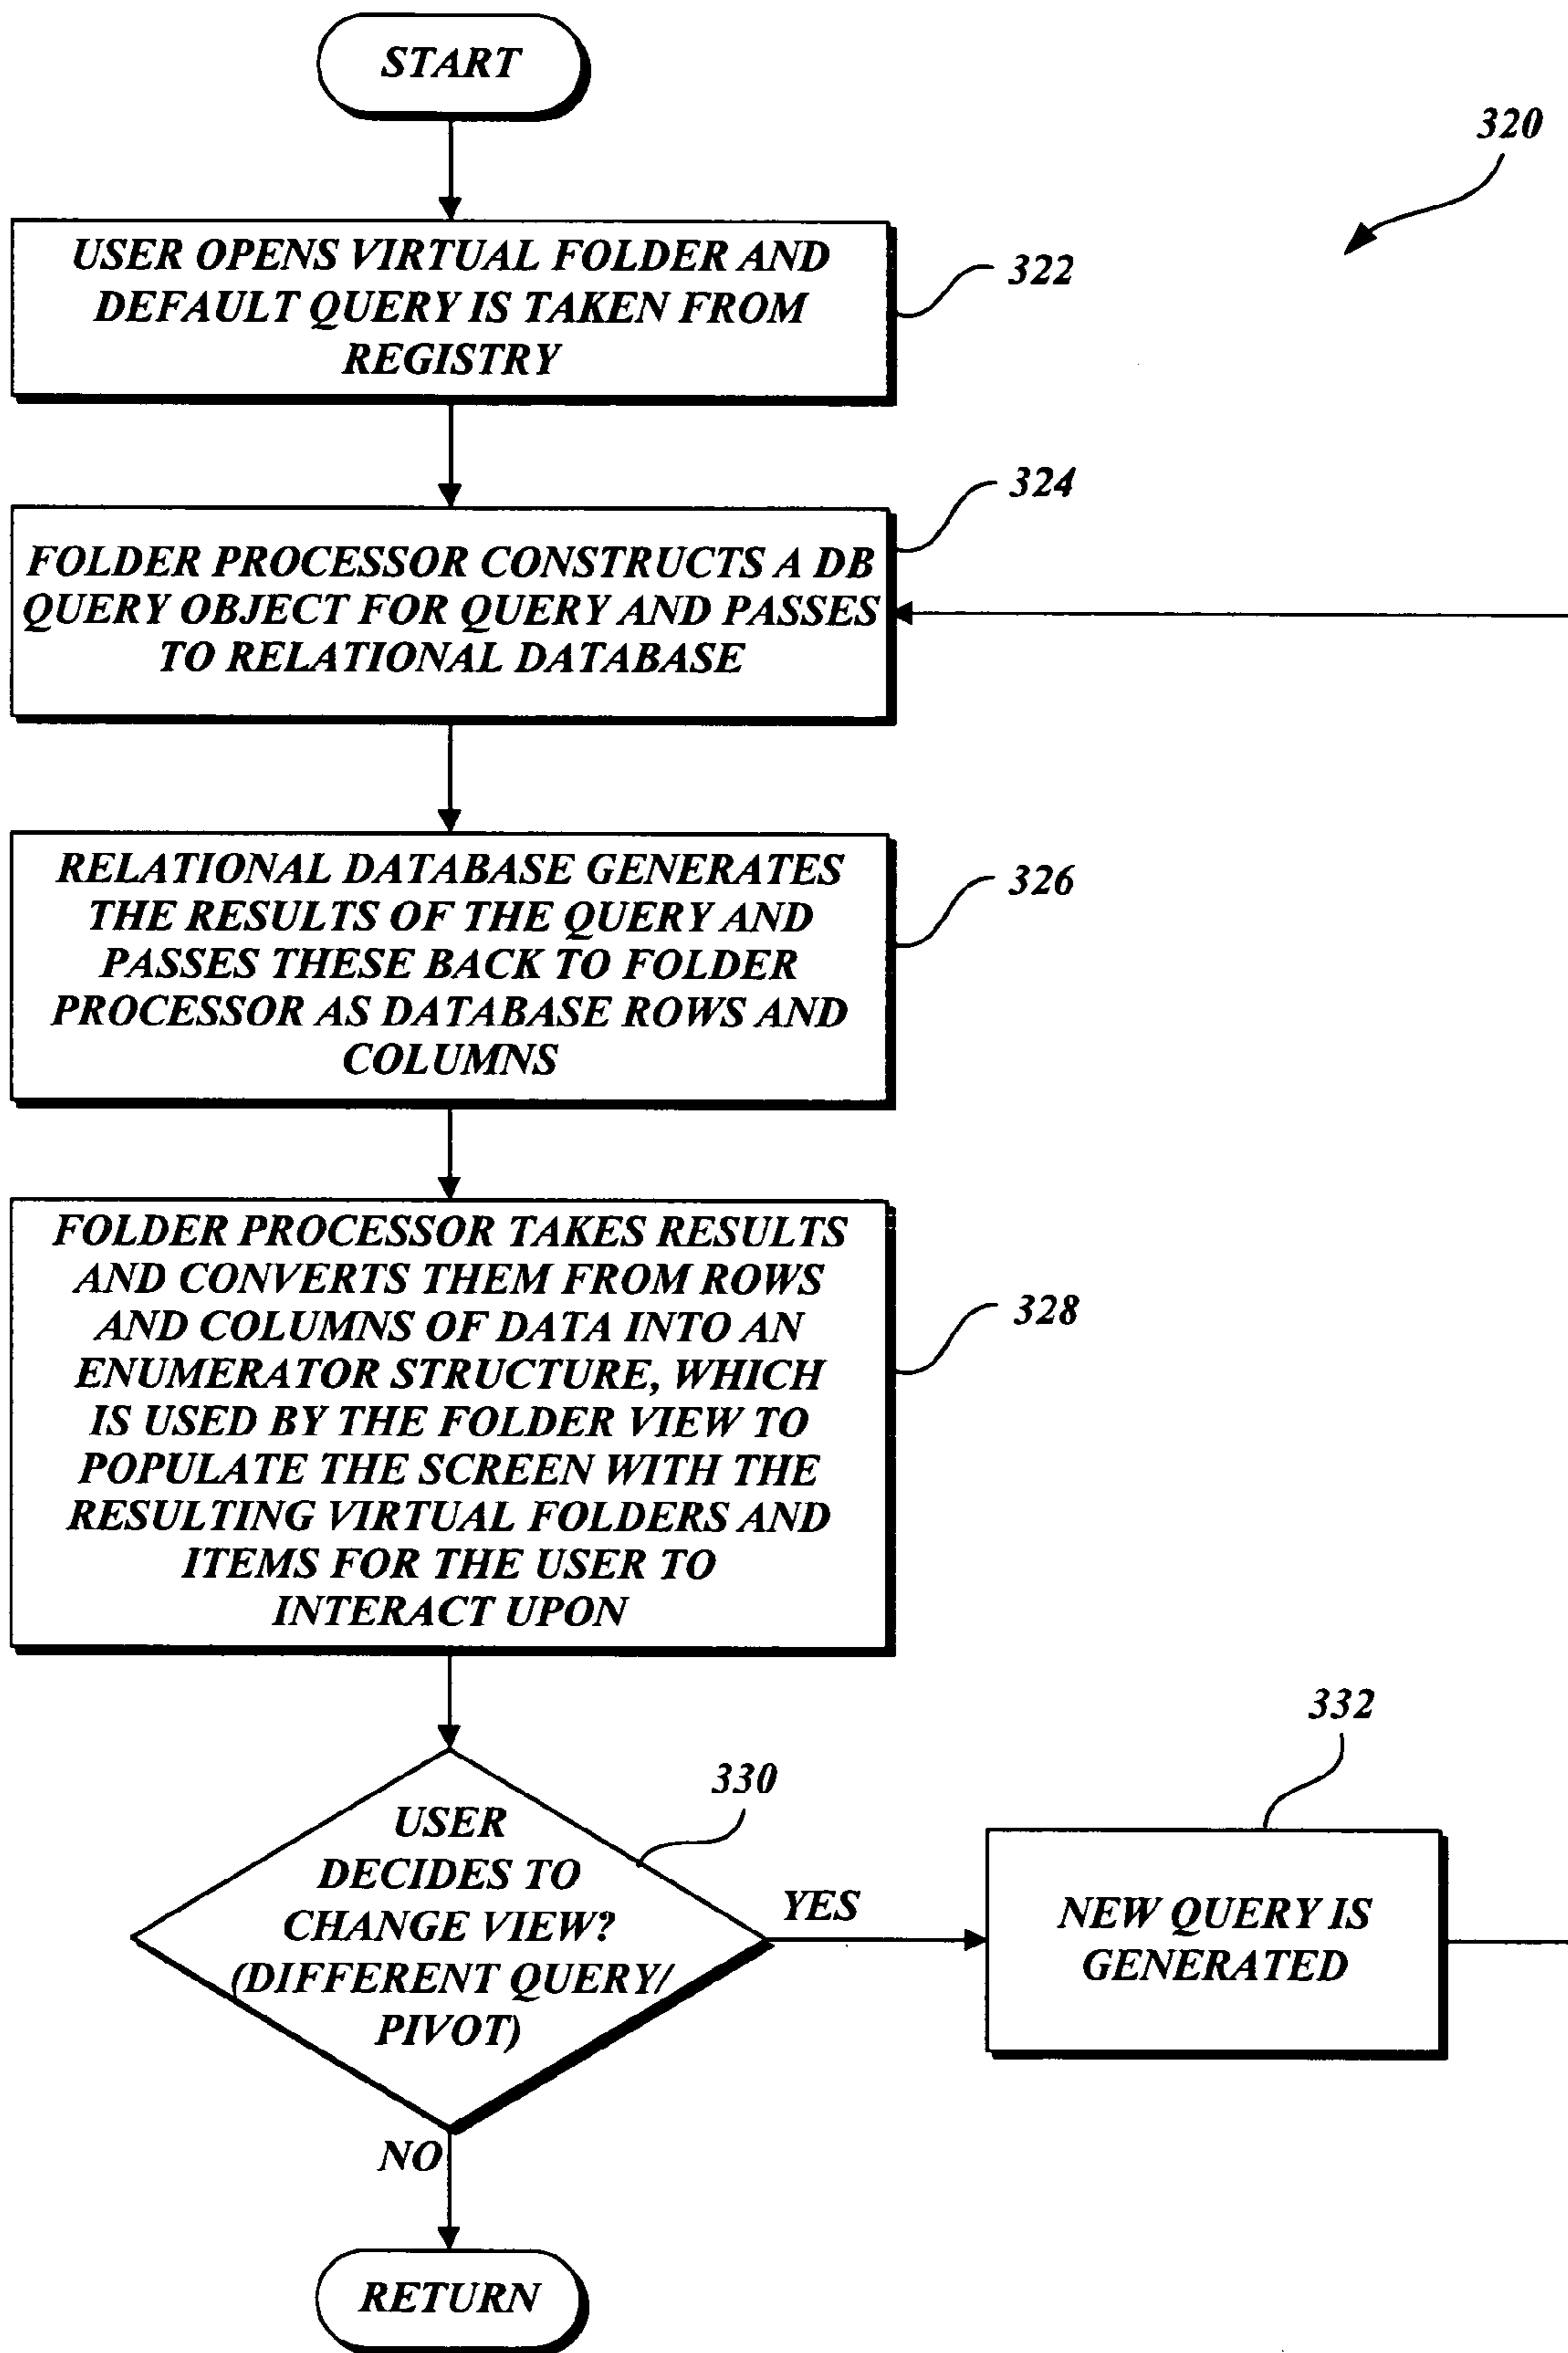 START
320
USER OPENS VIRTUAL FOLDER AND
DEFAULT QUERY IS TAKEN FROM
REGISTRY
322
324
FOLDER PROCESSOR CONSTRUCTS A DB
QUERY OBJECT FOR QUERY AND PASSES
TO RELATIONAL DATABASE
RELATIONAL DATABASE GENERATES
THE RESULTS OF THE QUERY AND
PASSES THESE BACK TO FOLDER
PROCESSOR AS DATABASE ROWS AND
COLUMNS
326
FOLDER PROCESSOR TAKES RESULTS
AND CONVERTS THEM FROM ROWS
AND COLUMNS OF DATA INTO AN
ENUMERATOR STRUCTURE, WHICH
IS USED BY THE FOLDER VIEW TO
POPULATE THE SCREEN WITH THE
RESULTING VIRTUAL FOLDERS AND
ITEMS FOR THE USER TO
INTERACT UPON
328
330
USER
DECIDES TO
CHANGE VIEW?
(DIFFERENT QUERY/
PIVOT)
YES
332
NEW QUERY IS
GENERATED
NO
RETURN